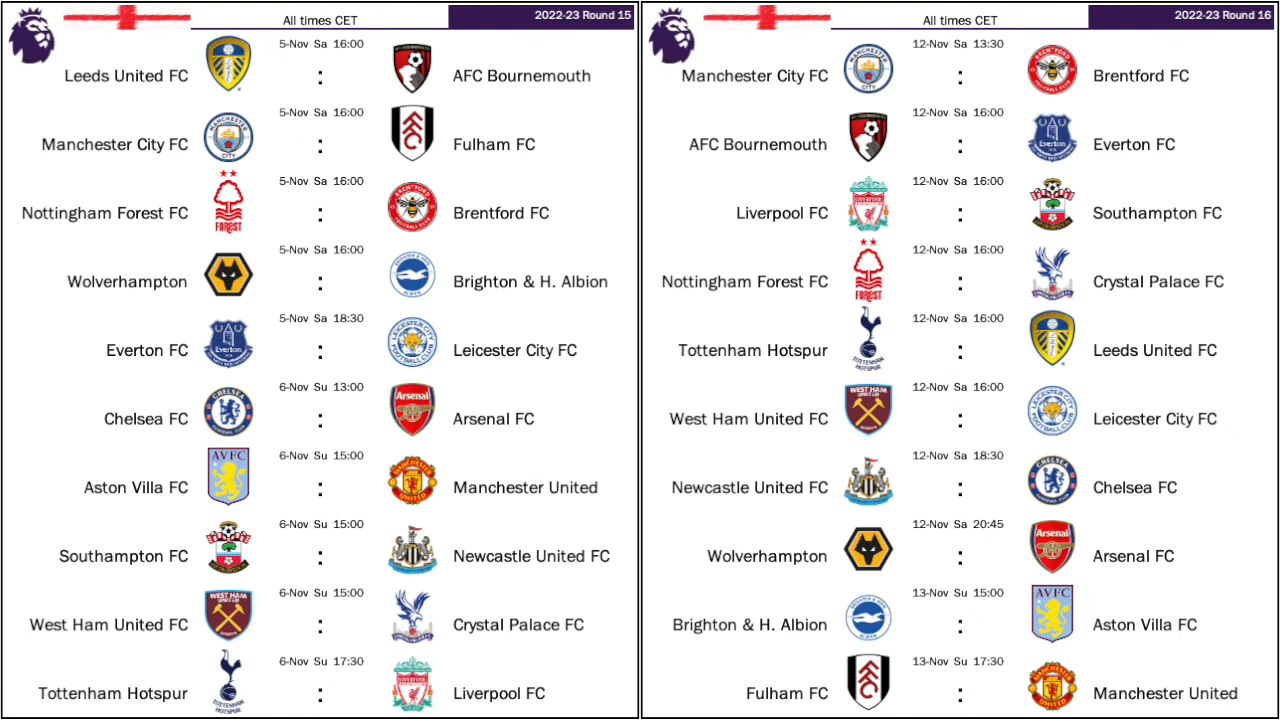 All times CET
2022-23 Round 15
5-Nov Sa 16:00
Leeds United FC : AFC Bournemouth
5-Nov Sa 16:00
Manchester City FC : Fulham FC
5-Nov Sa 16:00
Nottingham Forest FC : Brentford FC
5-Nov Sa 16:00
Wolverhampton : Brighton & H. Albion
5-Nov Sa 18:30
Everton FC : Leicester City FC
6-Nov Su 13:00
Chelsea FC : Arsenal FC
6-Nov Su 15:00
Aston Villa FC : Manchester United
6-Nov Su 15:00
Southampton FC : Newcastle United FC
6-Nov Su 15:00
West Ham United FC : Crystal Palace FC
6-Nov Su 17:30
Tottenham Hotspur : Liverpool FC
All times CET
2022-23 Round 16
12-Nov Sa 13:30
Manchester City FC : Brentford FC
12-Nov Sa 16:00
AFC Bournemouth : Everton FC
12-Nov Sa 16:00
Liverpool FC : Southampton FC
12-Nov Sa 16:00
Nottingham Forest FC : Crystal Palace FC
12-Nov Sa 16:00
Tottenham Hotspur : Leeds United FC
12-Nov Sa 16:00
West Ham United FC : Leicester City FC
12-Nov Sa 18:30
Newcastle United FC : Chelsea FC
12-Nov Sa 20:45
Wolverhampton : Arsenal FC
13-Nov Su 15:00
Brighton & H. Albion : Aston Villa FC
13-Nov Su 17:30
Fulham FC : Manchester United